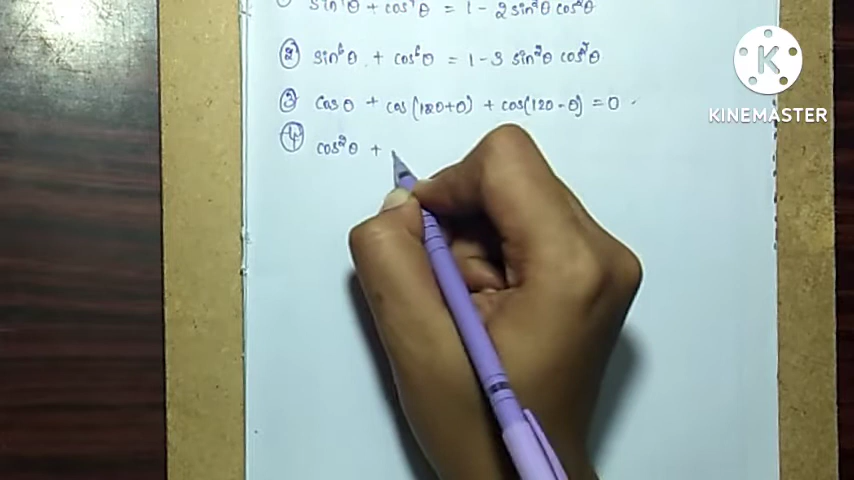 sin⁴θ + cos⁴θ = 1 - 2 sin²θ cos²θ
② sin⁶θ + cos⁶θ = 1 - 3 sin²θ cos²θ
③ cosθ + cos(120+θ) + cos(120-θ) = 0
④ cos²θ +
K
KINEMASTER